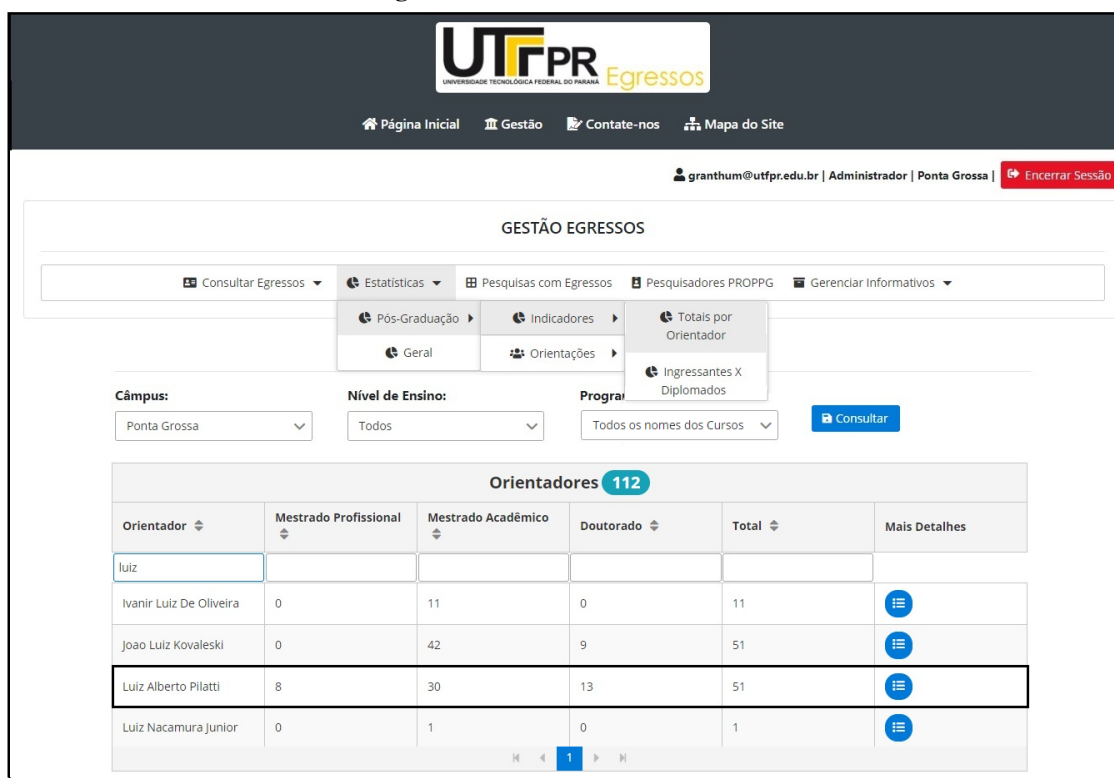 UTFPR
UNIVERSIDADE TECNOLÓGICA FEDERAL DO PARANÁ
Egressos
Página Inicial Gestão Contate-nos Mapa do Site
granthum@utfpr.edu.br | Administrador | Ponta Grossa | Encerrar Sessão
GESTÃO EGRESSOS
Consultar Egressos Estatísticas Pesquisas com Egressos Pesquisadores PROPPG Gerenciar Informativos
Pós-Graduação Indicadores Totais por
Orientador
Geral Orientações
Ingressantes X
Diplomados
Câmpus: Nível de Ensino:
Ponta Grossa Todos Todos os nomes dos Cursos Consultar
Orientadores 112
Orientador Mestrado Profissional Mestrado Acadêmico Doutorado Total Mais Detalhes
luiz
Ivanir Luiz De Oliveira 0 11 0 11
Joao Luiz Kovaleski 0 42 9 51
Luiz Alberto Pilatti 8 30 13 51
Luiz Nacamura Junior 0 1 0 1
1